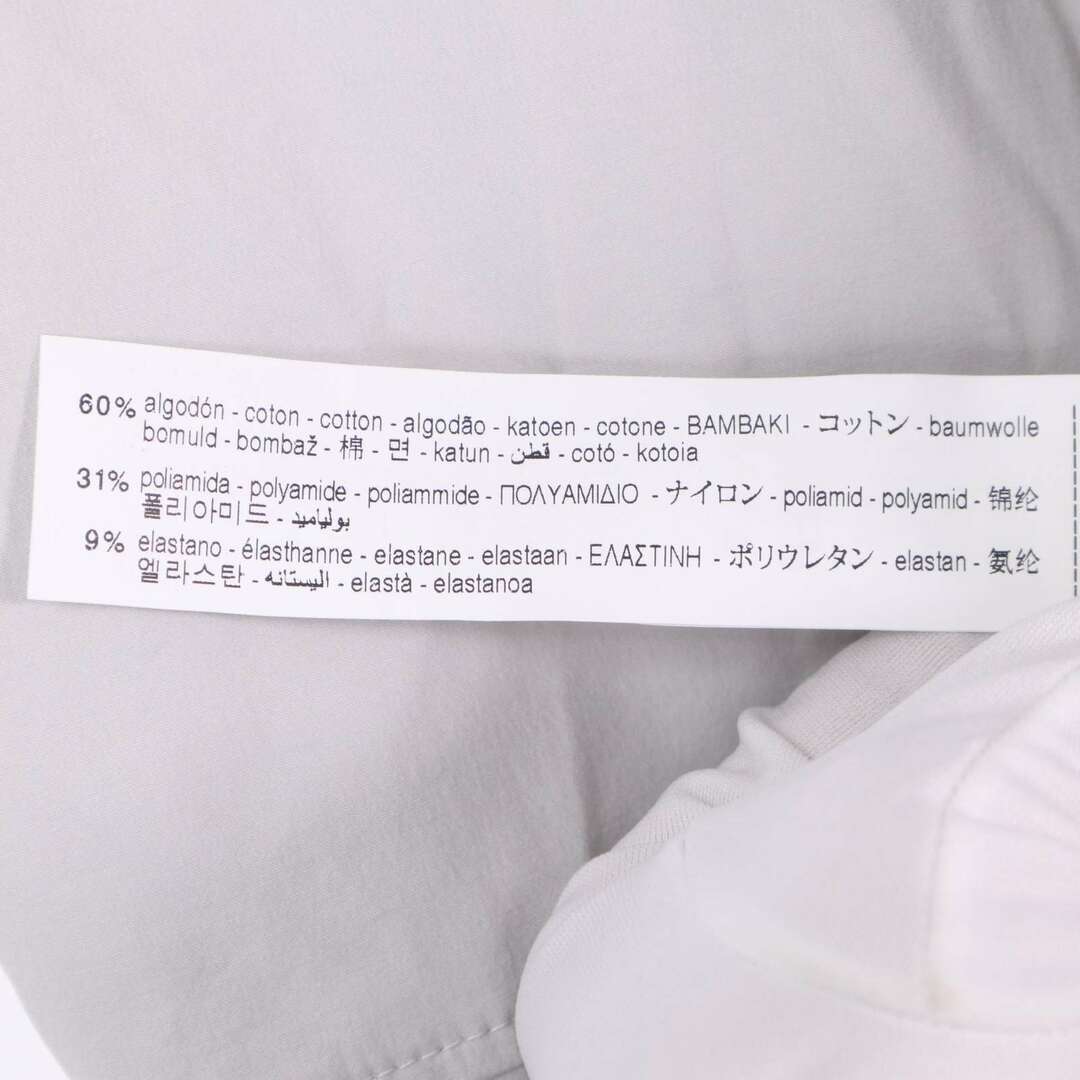 60% algodón - coton - cotton - algodão - katoen - cotone - BAMBAKI - コットン - baumwolle
bomuld - bombaž - 棉 - 면 - katun - قطن - cotó - kotoia
31% poliamida - polyamide - poliammide - ΠΟΛΥΑΜΙΔΙΟ - ナイロン - poliamid - polyamid - 锦纶
폴리아미드 - بولياميد
9% elastano - élasthanne - elastane - elastaan - ΕΛΑΣΤΙΝΗ - ポリウレタン - elastan - 氨纶
엘라스탄 - اليستانه - elastà - elastanoa